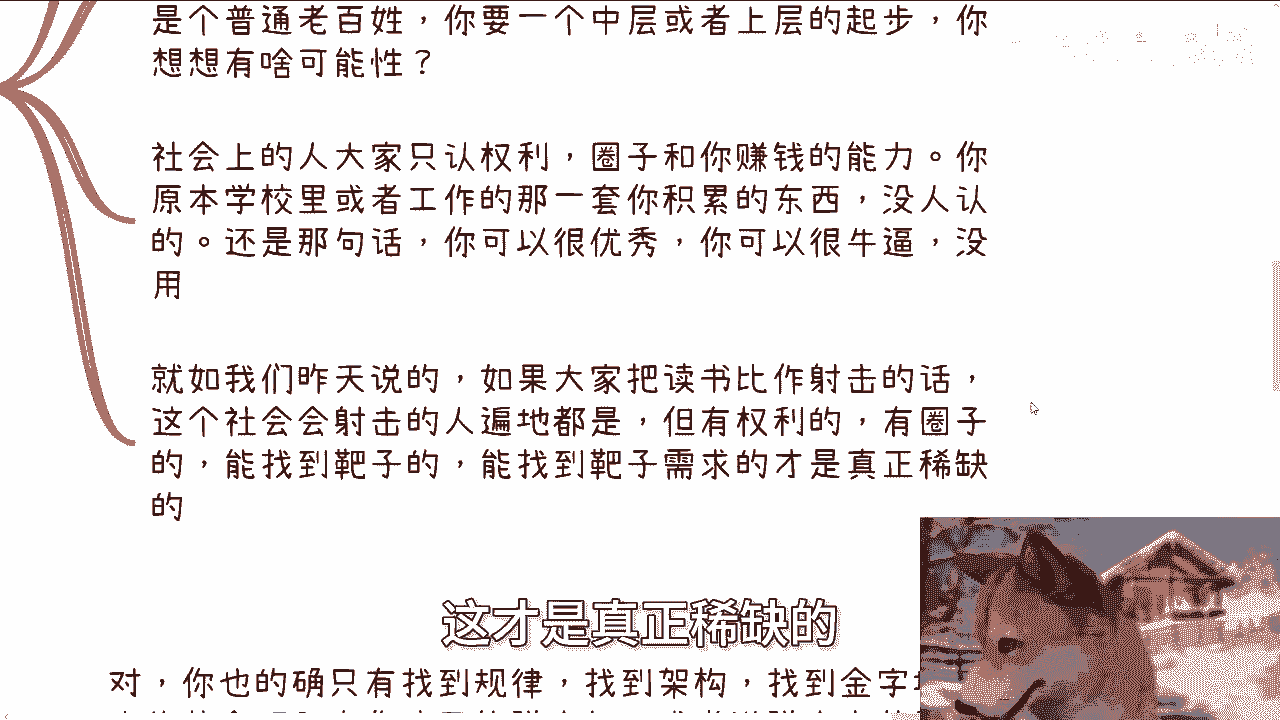 是个普通老百姓，你要一个中层或者上层的起步，你
想想有啥可能性？
社会上的人大家只认权利，圈子和你赚钱的能力。你
原本学校里或者工作的那一套你积累的东西，没人认
的。还是那句话，你可以很优秀，你可以很牛逼，没
用
就如我们昨天说的，如果大家把读书比作射击的话，
这个社会会射击的人遍地都是，但有权利的，有圈子
的，能找到靶子的，能找到靶子需求的才是真正稀缺
的
这才是真正稀缺的
对，你也的确只有找到规律，找到架构，找到金字